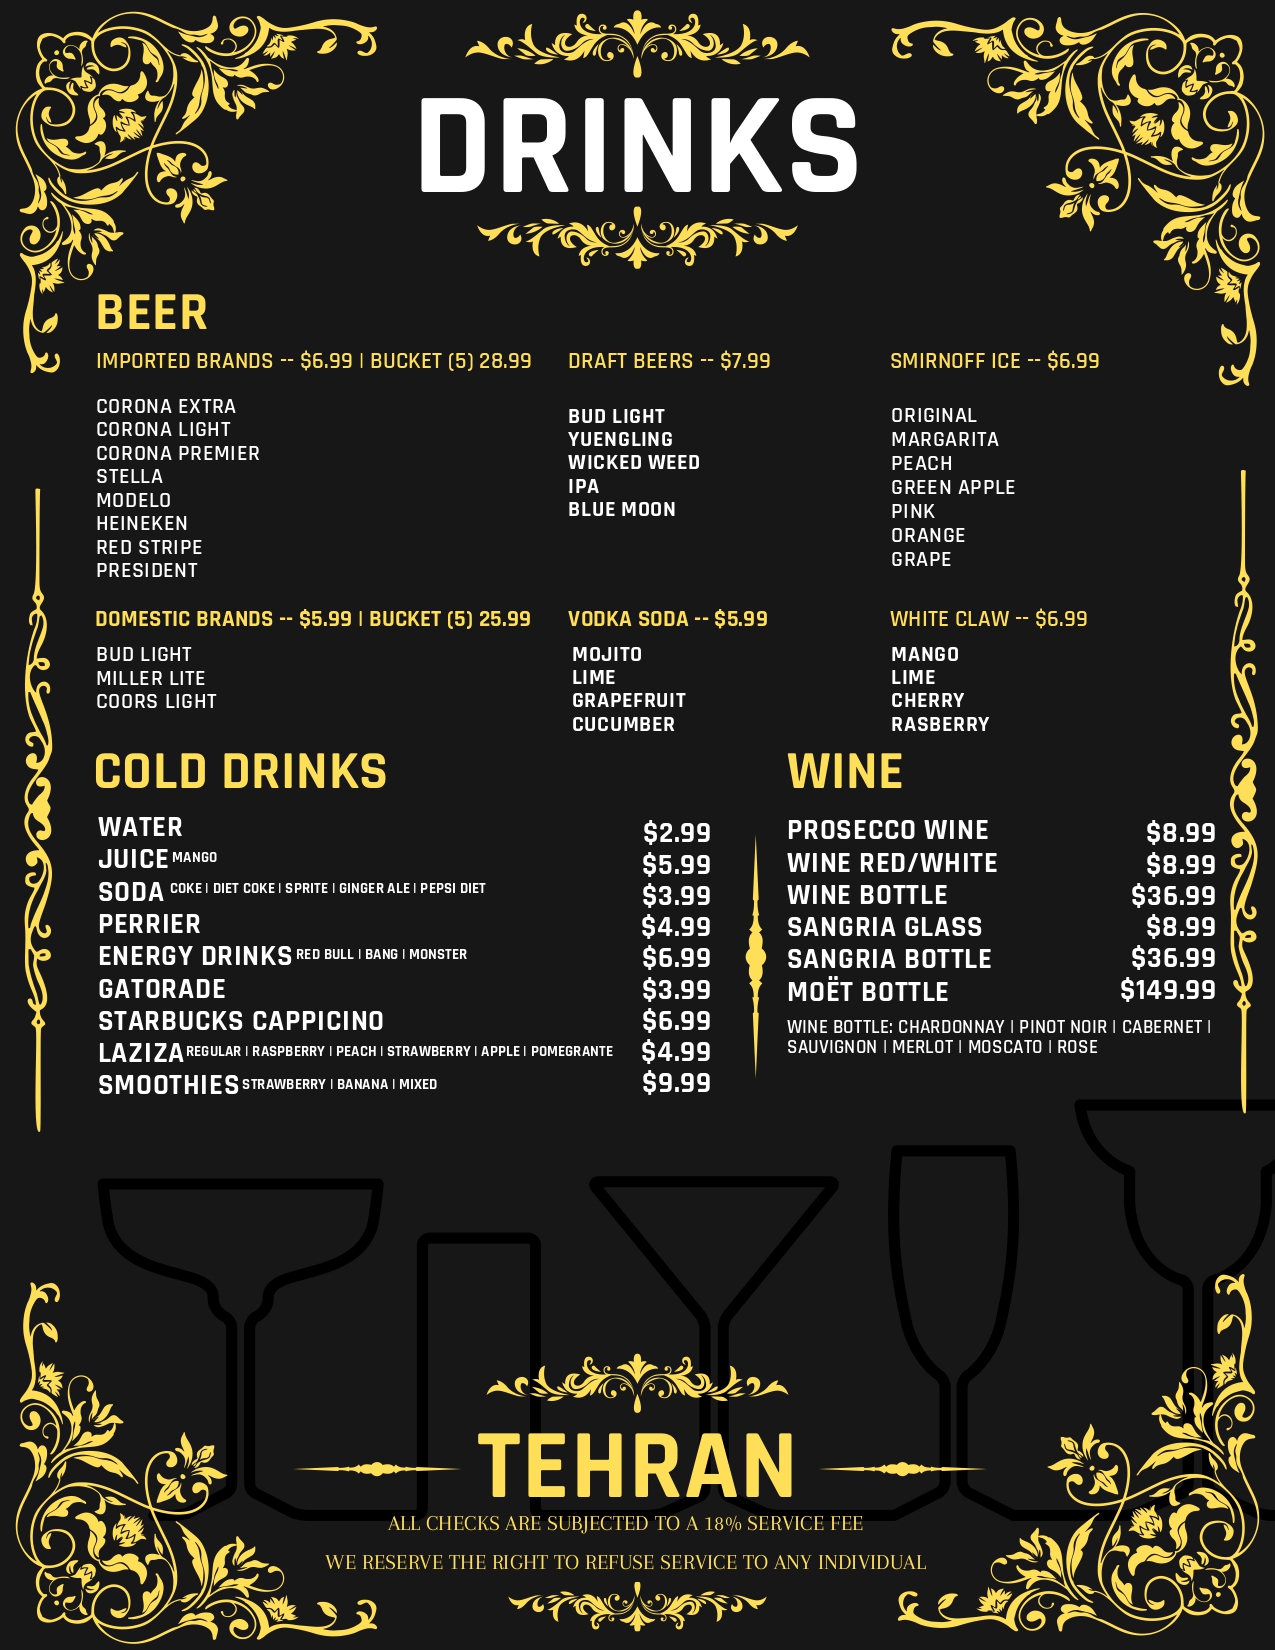 DRINKS
BEER
IMPORTED BRANDS -- $6.99 | BUCKET (5) 28.99
CORONA EXTRA
CORONA LIGHT
CORONA PREMIER
STELLA
MODELO
HEINEKEN
RED STRIPE
PRESIDENT
DRAFT BEERS -- $7.99
BUD LIGHT
YUENGLING
WICKED WEED
IPA
BLUE MOON
SMIRNOFF ICE -- $6.99
ORIGINAL
MARGARITA
PEACH
GREEN APPLE
PINK
ORANGE
GRAPE
DOMESTIC BRANDS -- $5.99 | BUCKET (5) 25.99
BUD LIGHT
MILLER LITE
COORS LIGHT
VODKA SODA -- $5.99
MOJITO
LIME
GRAPEFRUIT
CUCUMBER
WHITE CLAW -- $6.99
MANGO
LIME
CHERRY
RASBERRY
COLD DRINKS
WATER $2.99
JUICE MANGO $5.99
SODA COKE | DIET COKE | SPRITE | GINGER ALE | PEPSI DIET $3.99
PERRIER $4.99
ENERGY DRINKS RED BULL | BANG | MONSTER $6.99
GATORADE $3.99
STARBUCKS CAPPICINO $6.99
LAZIZA REGULAR | RASPBERRY | PEACH | STRAWBERRY | APPLE | POMEGRANTE $4.99
SMOOTHIES STRAWBERRY | BANANA | MIXED $9.99
WINE
PROSECCO WINE $8.99
WINE RED/WHITE $8.99
WINE BOTTLE $36.99
SANGRIA GLASS $8.99
SANGRIA BOTTLE $36.99
MOËT BOTTLE $149.99
WINE BOTTLE: CHARDONNAY | PINOT NOIR | CABERNET |
SAUVIGNON | MERLOT | MOSCATO | ROSE
TEHRAN
ALL CHECKS ARE SUBJECTED TO A 18% SERVICE FEE
WE RESERVE THE RIGHT TO REFUSE SERVICE TO ANY INDIVIDUAL